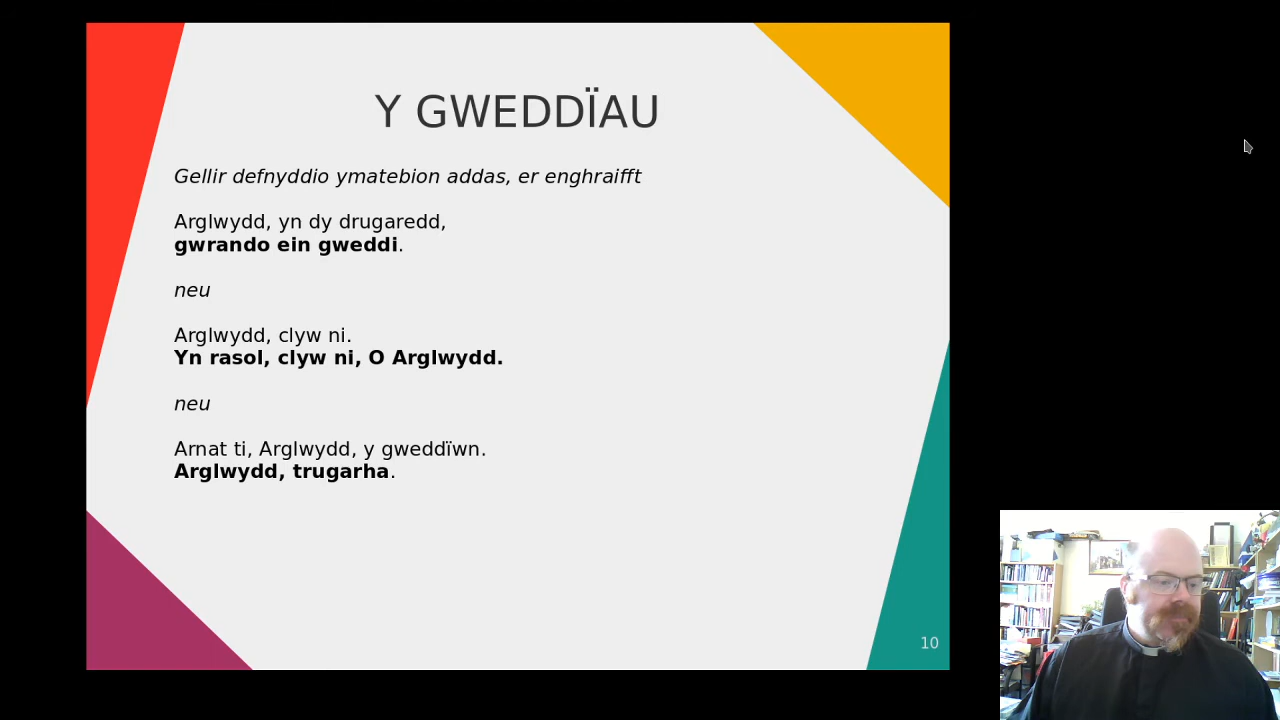 Y GWEDDÏAU
Gellir defnyddio ymatebion addas, er enghraifft
Arglwydd, yn dy drugaredd,
gwrando ein gweddi.
neu
Arglwydd, clyw ni.
Yn rasol, clyw ni, O Arglwydd.
neu
Arnat ti, Arglwydd, y gweddïwn.
Arglwydd, trugarha.
10